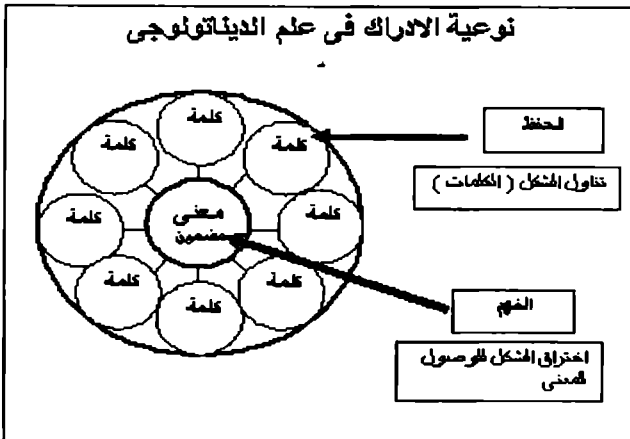 نوعية الادراك فى علم الديناتولوجى
كلمة
كلمة
كلمة
كلمة
كلمة
كلمة
كلمة
كلمة
معنى
مضمون
الحفظ
تناول الشكل ( الكلمات )
الفهم
اختراق الشكل للوصول
للمعنى